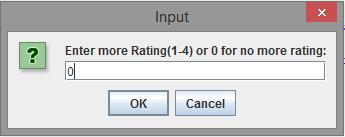 Input
x
?
Enter more Rating(1-4) or 0 for no more rating:
0
OK Cancel